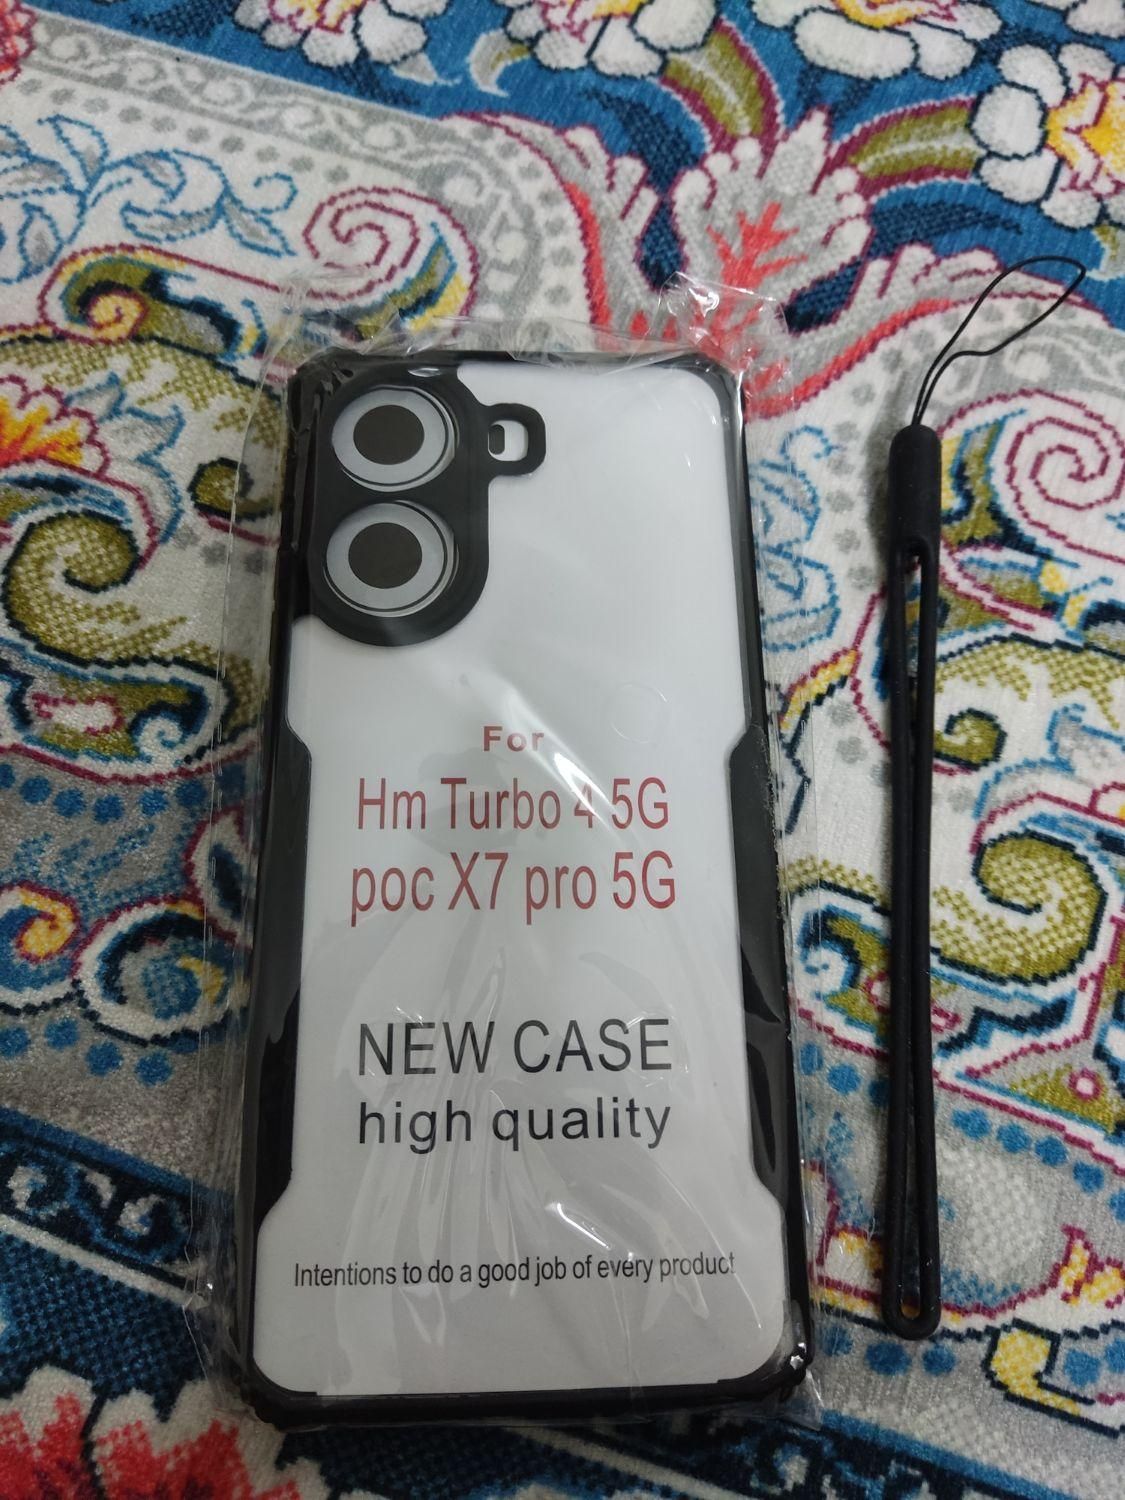 For
Hm Turbo 4 5G
poc X7 pro 5G
NEW CASE
high quality
Intentions to do a good job of every product